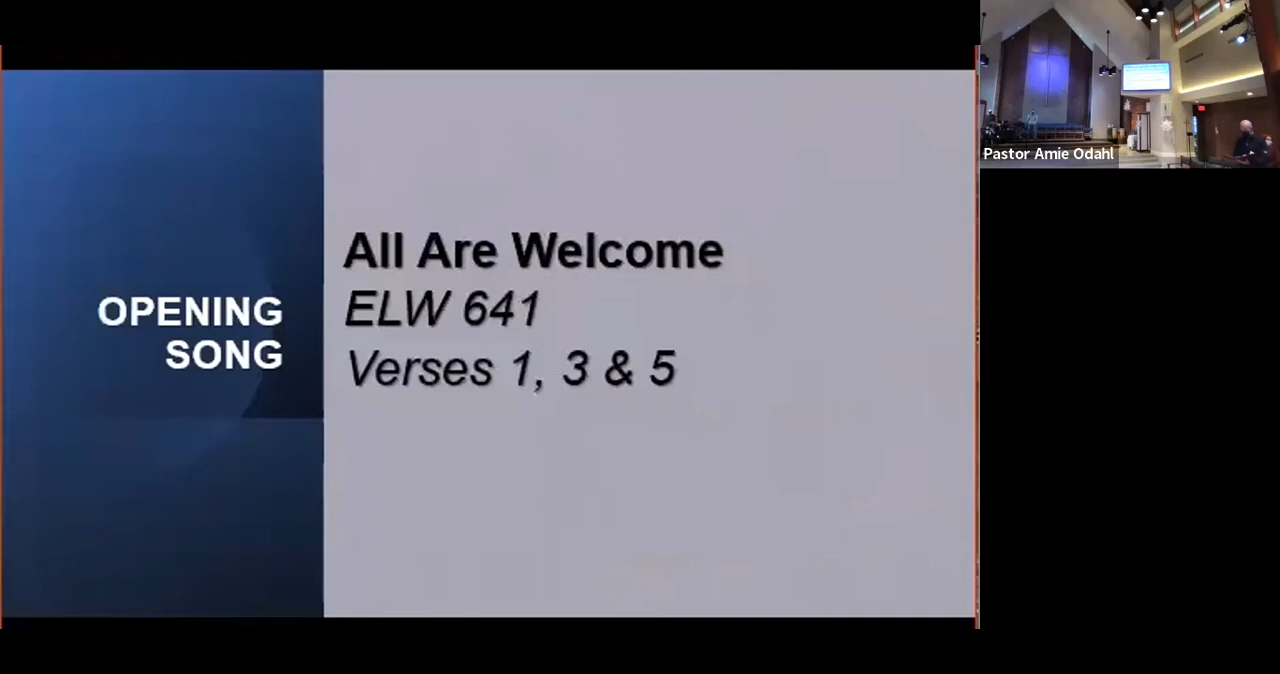 OPENING
SONG
All Are Welcome
ELW 641
Verses 1, 3 & 5
Pastor Amie Odahl